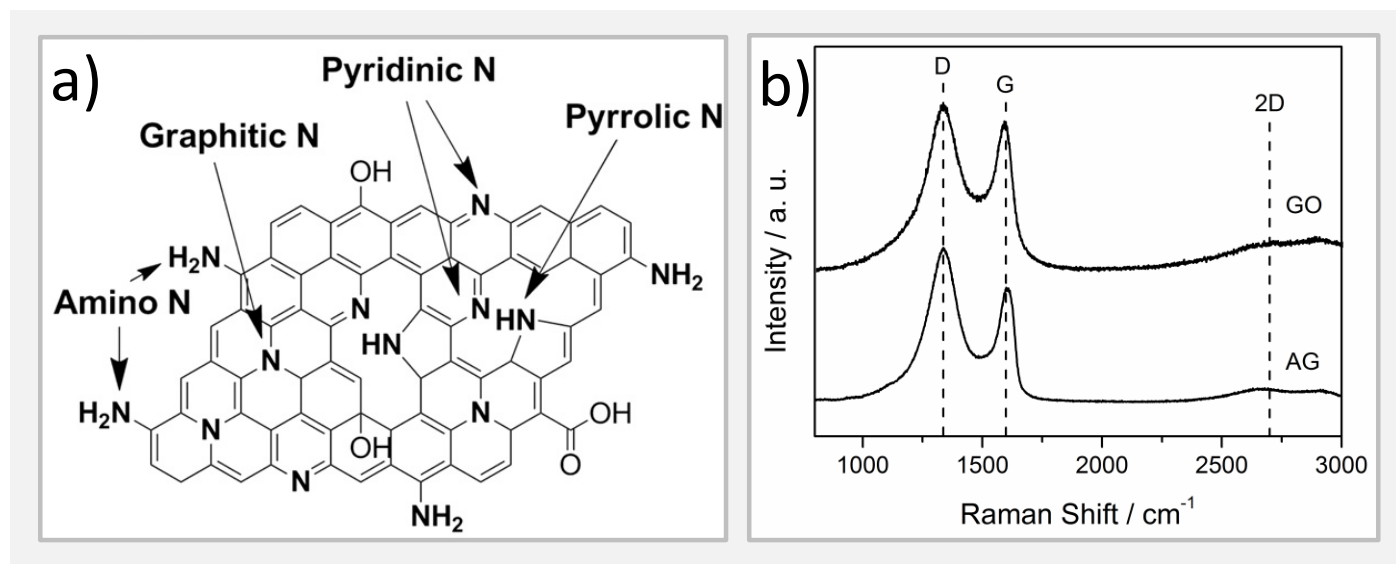 a)
Pyridinic N
Pyrrolic N
Graphitic N
OH
N
H₂N
NH₂
Amino N
N
N
HN
HN
N
H₂N
N
N
OH
O
OH
N
NH₂
b)
D
G
2D
GO
AG
Intensity / a. u.
1000
1500
2000
2500
3000
Raman Shift / cm⁻¹